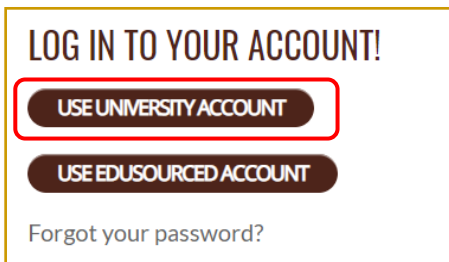 LOG IN TO YOUR ACCOUNT!
USE UNIVERSITY ACCOUNT
USE EDUSOURCED ACCOUNT
Forgot your password?